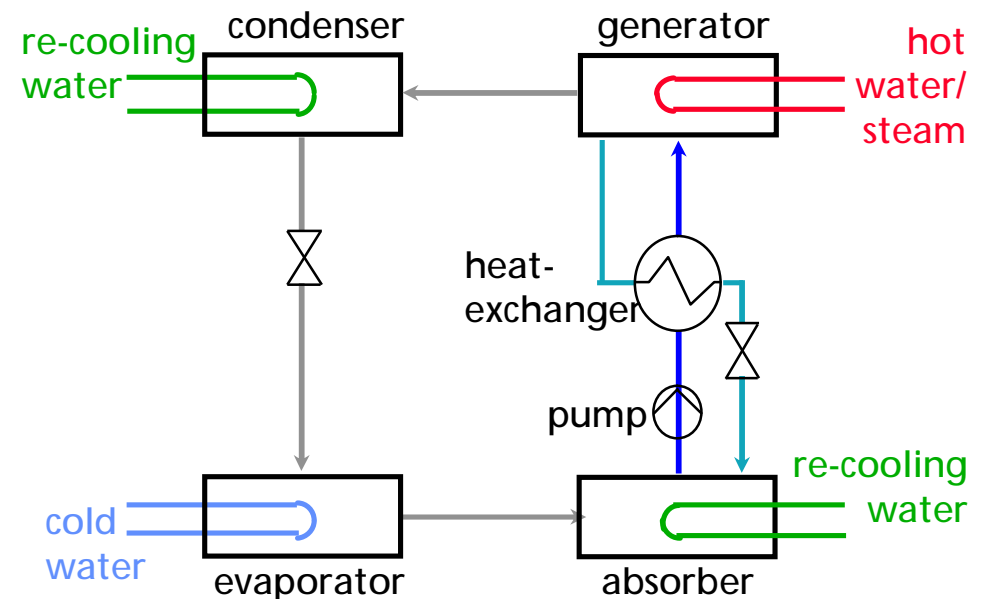 condenser
generator
re-cooling
water
hot
water/
steam
heat-
exchanger
pump
re-cooling
water
cold
water
evaporator
absorber